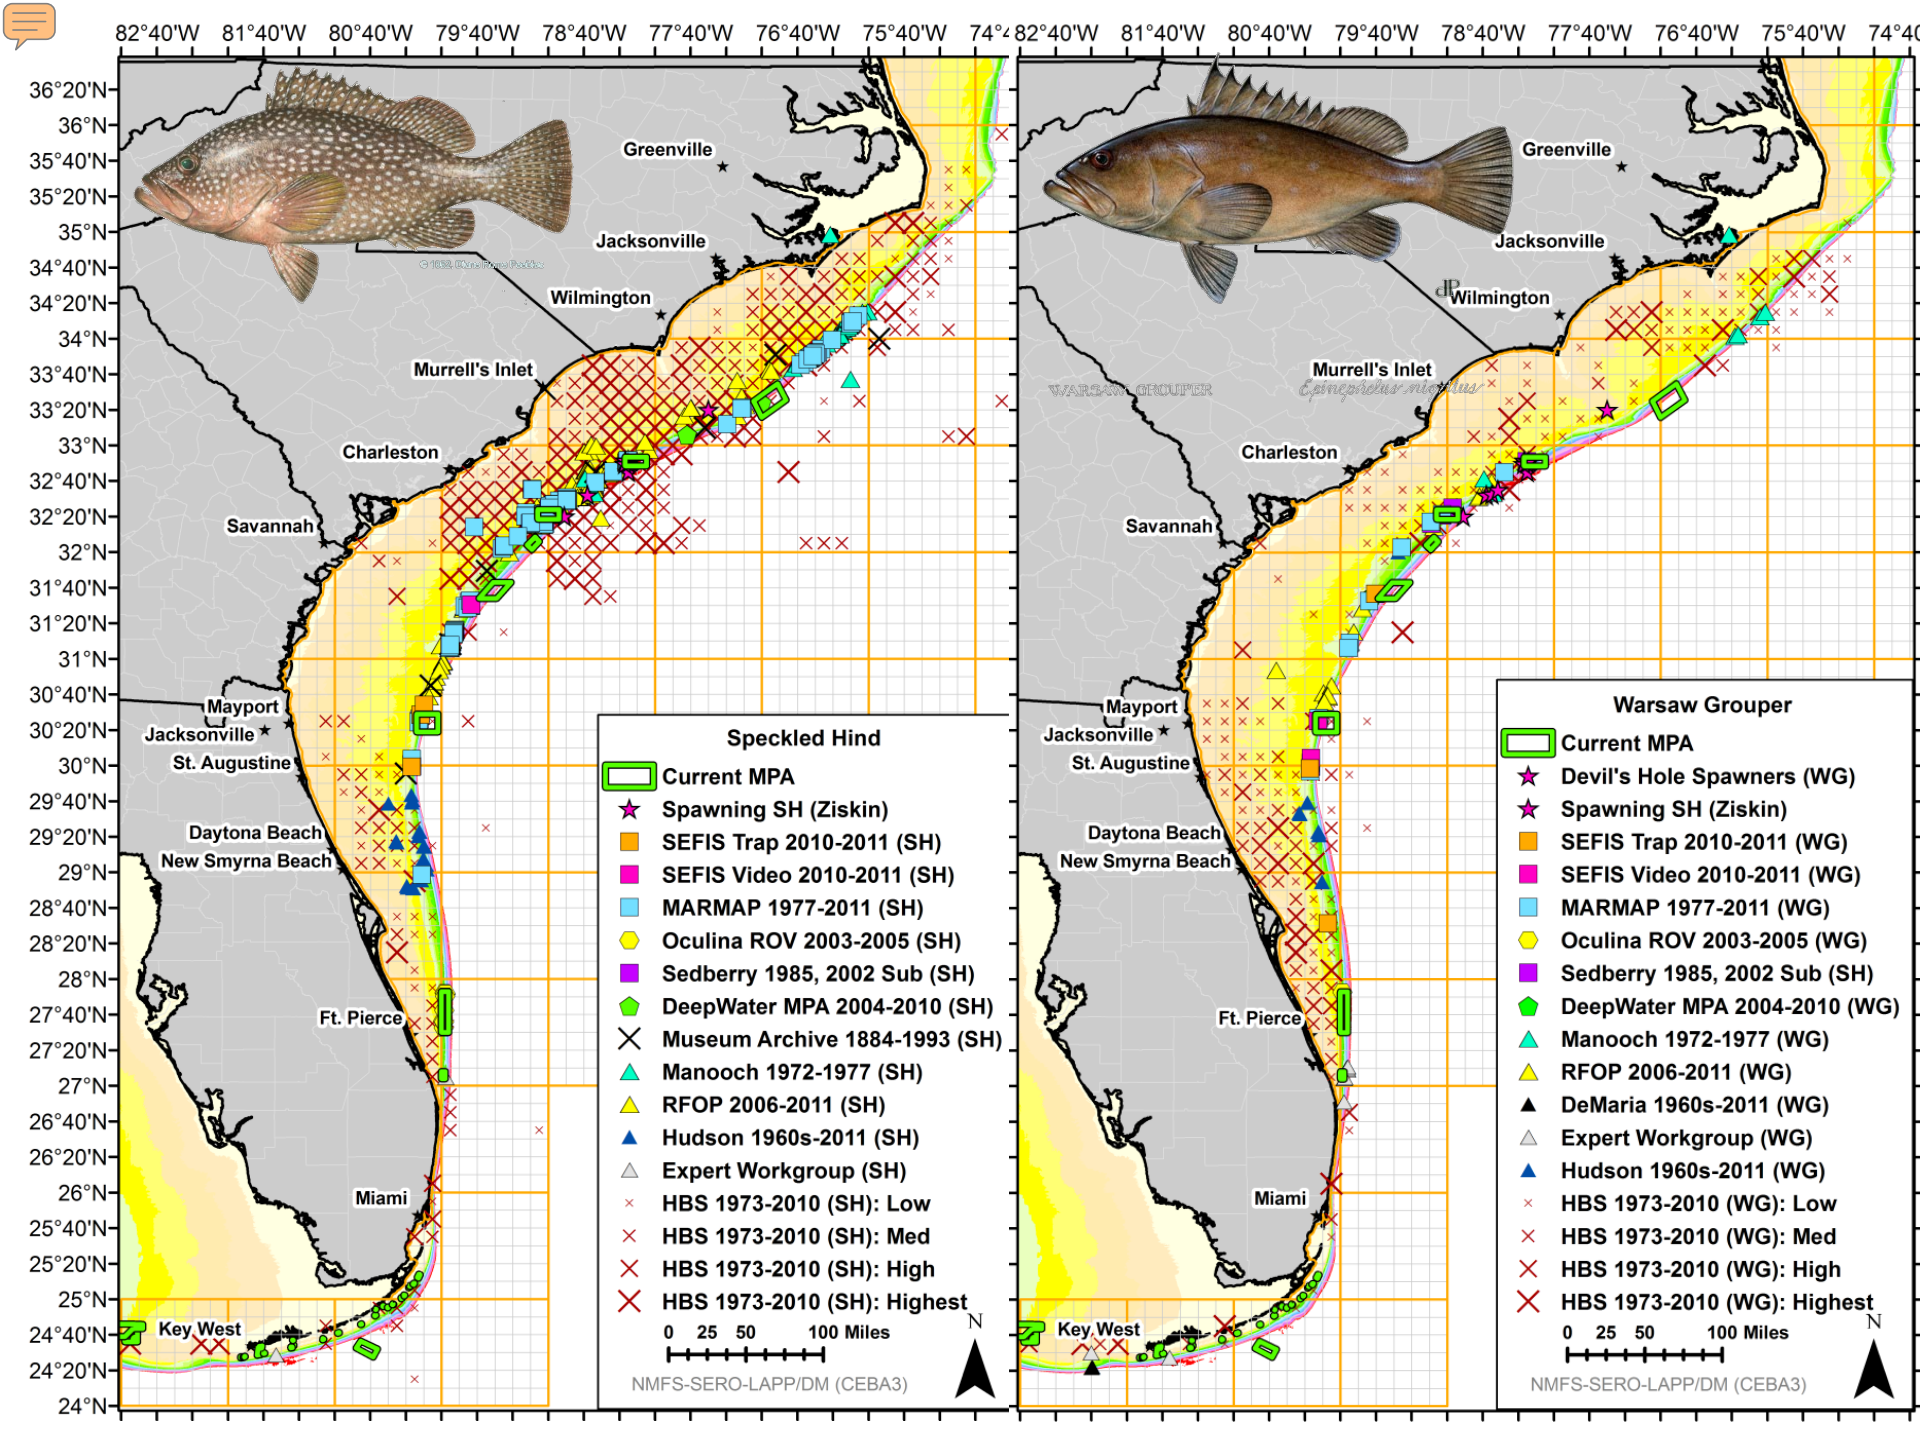 82°40'W 81°40'W 80°40'W 79°40'W 78°40'W 77°40'W 76°40'W 75°40'W
82°40'W 81°40'W 80°40'W 79°40'W 78°40'W 77°40'W 76°40'W 75°40'W
36°20'N
36°N
35°40'N
35°20'N
35°N
34°40'N
34°20'N
34°N
33°40'N
33°20'N
33°N
32°40'N
32°20'N
32°N
31°40'N
31°20'N
31°N
30°40'N
30°20'N
30°N
29°40'N
29°20'N
29°N
28°40'N
28°20'N
28°N
27°40'N
27°20'N
27°N
26°40'N
26°20'N
26°N
25°40'N
25°20'N
25°N
24°40'N
24°20'N
24°N
Greenville
Jacksonville
Wilmington
Murrell's Inlet
Charleston
Savannah
Mayport
Jacksonville
St. Augustine
Daytona Beach
New Smyrna Beach
Ft. Pierce
Miami
Key West
Speckled Hind
Current MPA
Spawning SH (Ziskin)
SEFIS Trap 2010-2011 (SH)
SEFIS Video 2010-2011 (SH)
MARMAP 1977-2011 (SH)
Oculina ROV 2003-2005 (SH)
Sedberry 1985, 2002 Sub (SH)
DeepWater MPA 2004-2010 (SH)
Museum Archive 1884-1993 (SH)
Manooch 1972-1977 (SH)
RFOP 2006-2011 (SH)
Hudson 1960s-2011 (SH)
Expert Workgroup (SH)
HBS 1973-2010 (SH): Low
HBS 1973-2010 (SH): Med
HBS 1973-2010 (SH): High
HBS 1973-2010 (SH): Highest
N
0 25 50 100 Miles
NMFS-SERO-LAPP/DM (CEBA3)
Greenville
Jacksonville
Wilmington
Murrell's Inlet
WARSAW GROUPER
Charleston
Savannah
Mayport
Jacksonville
St. Augustine
Daytona Beach
New Smyrna Beach
Ft. Pierce
Miami
Key West
Warsaw Grouper
Current MPA
Devil's Hole Spawners (WG)
Spawning SH (Ziskin)
SEFIS Trap 2010-2011 (WG)
SEFIS Video 2010-2011 (WG)
MARMAP 1977-2011 (WG)
Oculina ROV 2003-2005 (WG)
Sedberry 1985, 2002 Sub (SH)
DeepWater MPA 2004-2010 (WG)
Manooch 1972-1977 (WG)
RFOP 2006-2011 (WG)
DeMaria 1960s-2011 (WG)
Expert Workgroup (WG)
Hudson 1960s-2011 (WG)
HBS 1973-2010 (WG): Low
HBS 1973-2010 (WG): Med
HBS 1973-2010 (WG): High
HBS 1973-2010 (WG): Highest
N
0 25 50 100 Miles
NMFS-SERO-LAPP/DM (CEBA3)